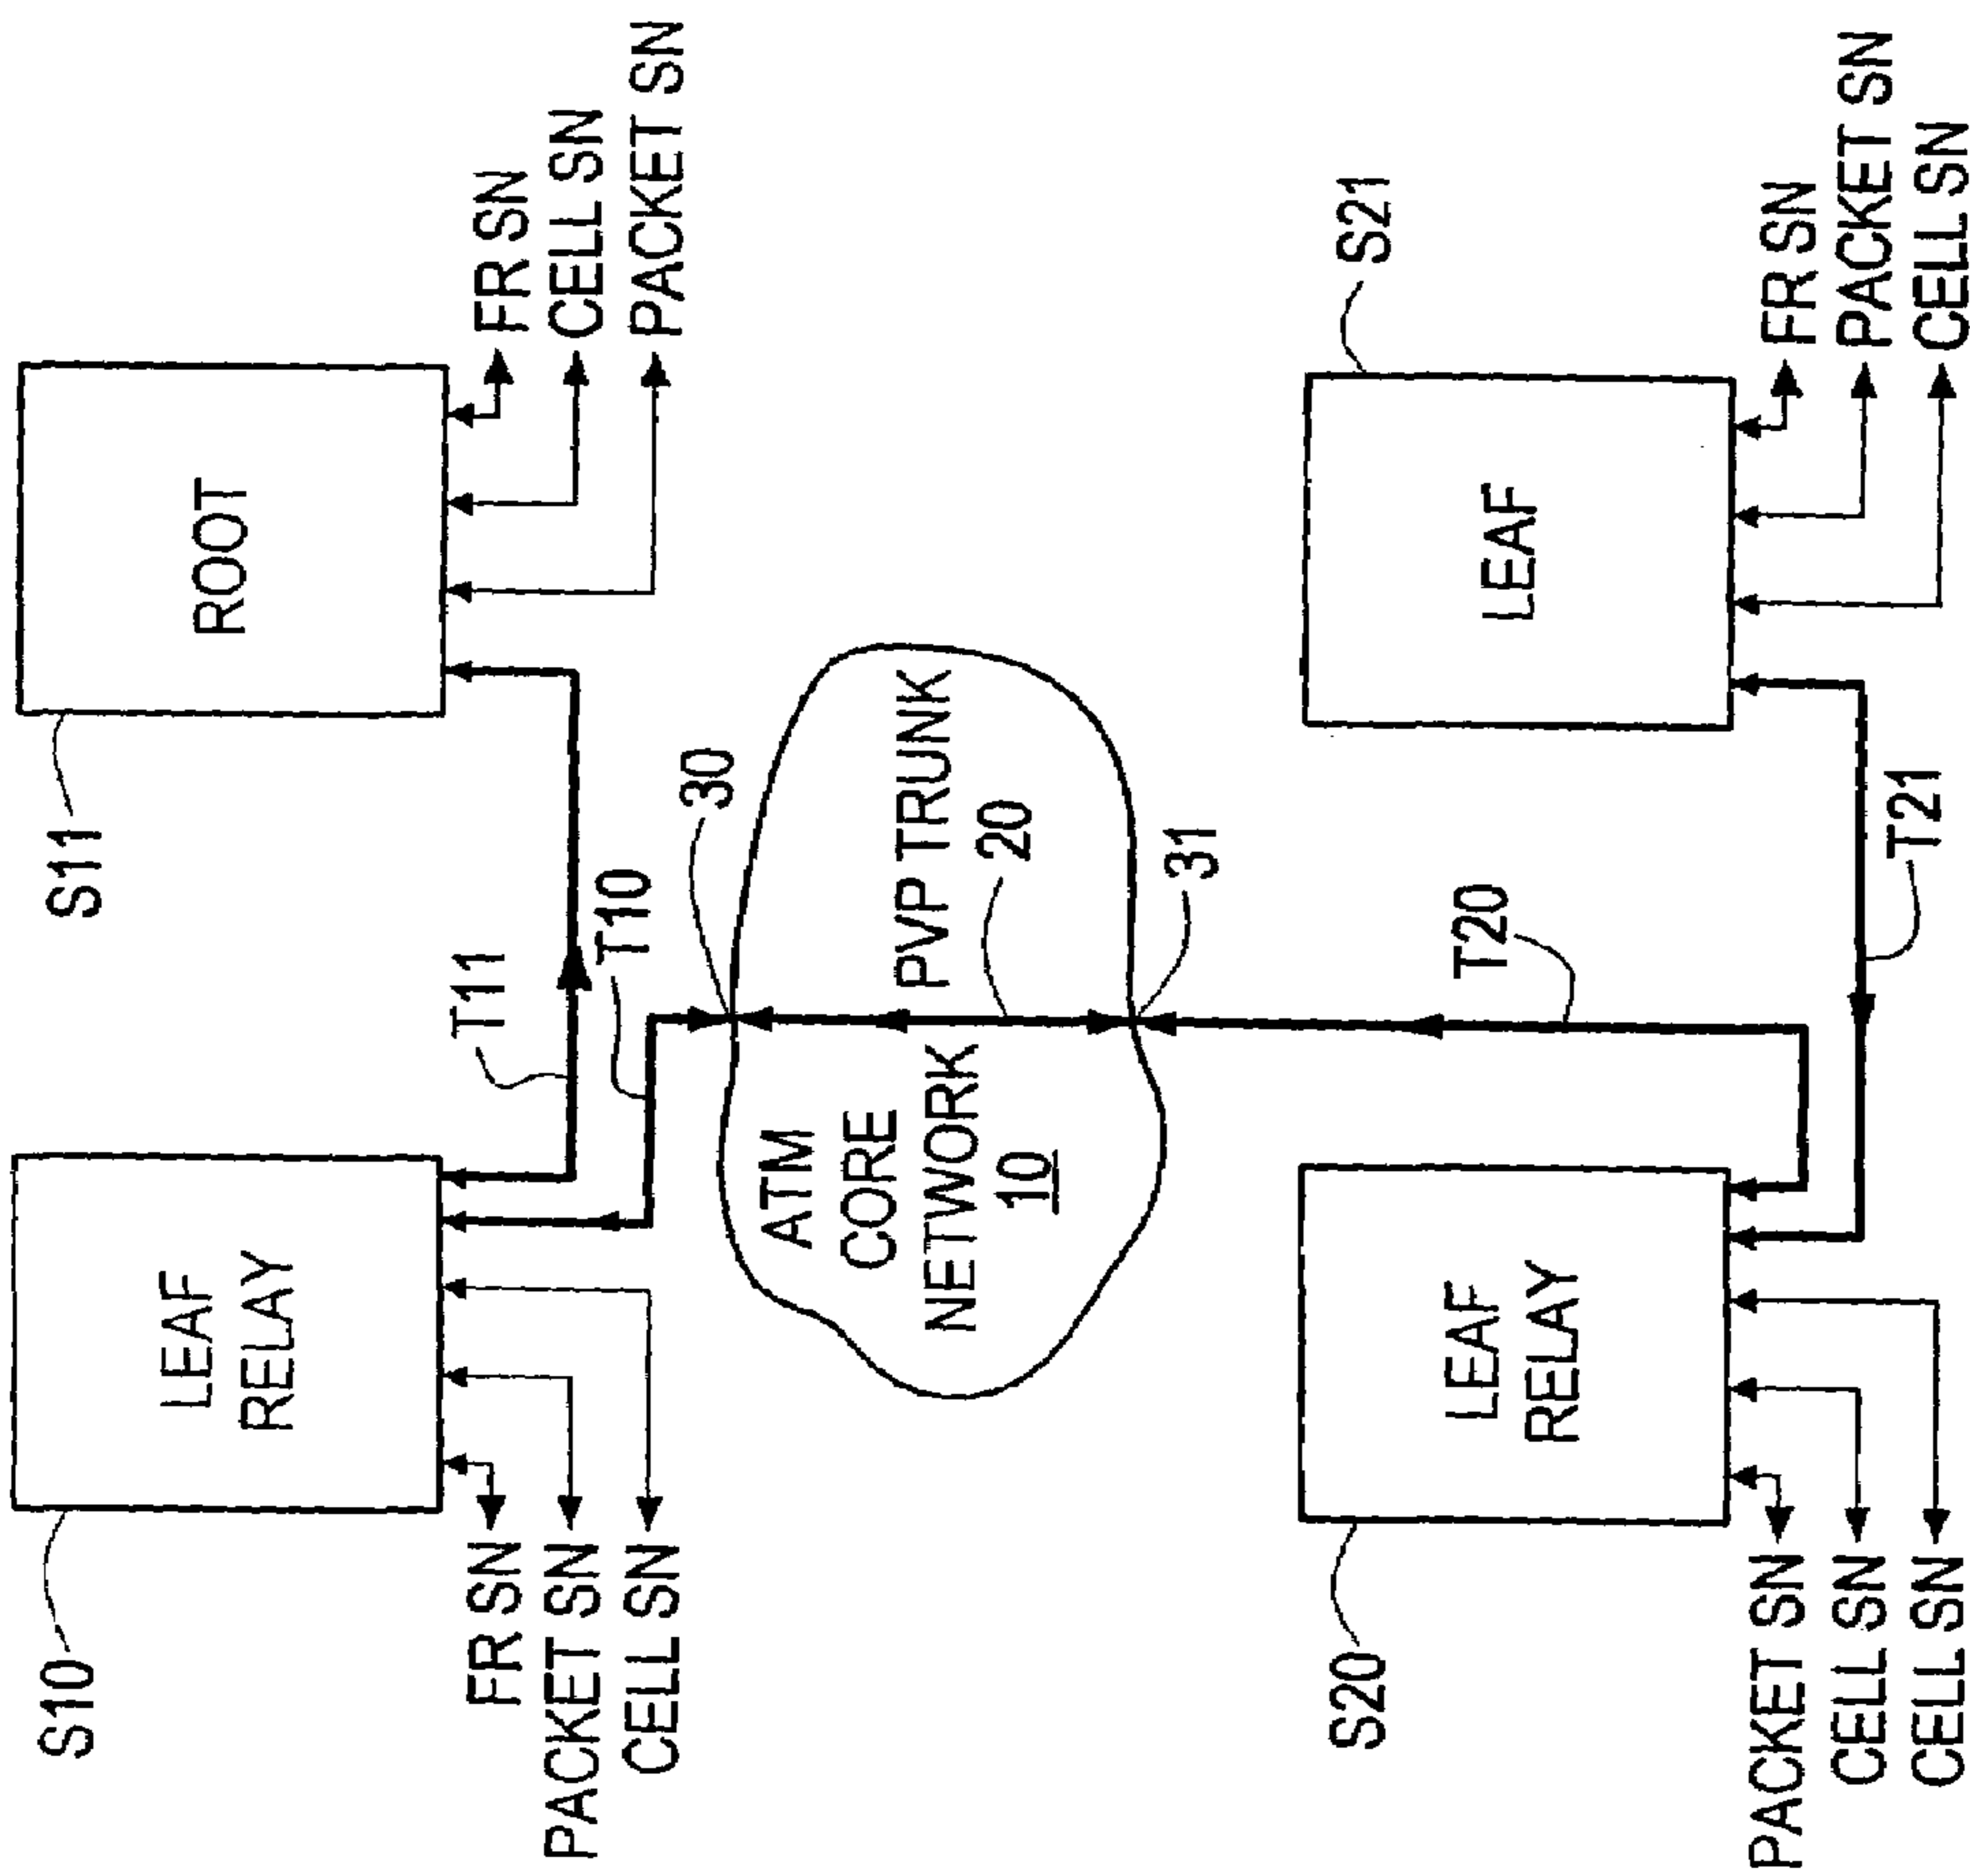 S10
LEAF
RELAY
FR SN
PACKET SN
CELL SN
S11
ROOT
FR SN
CELL SN
PACKET SN
T11
T10
30
ATM
CORE
NETWORK
10
PVP TRUNK
20
31
T20
S20
LEAF
RELAY
PACKET SN
CELL SN
CELL SN
S21
LEAF
FR SN
PACKET SN
CELL SN
T21